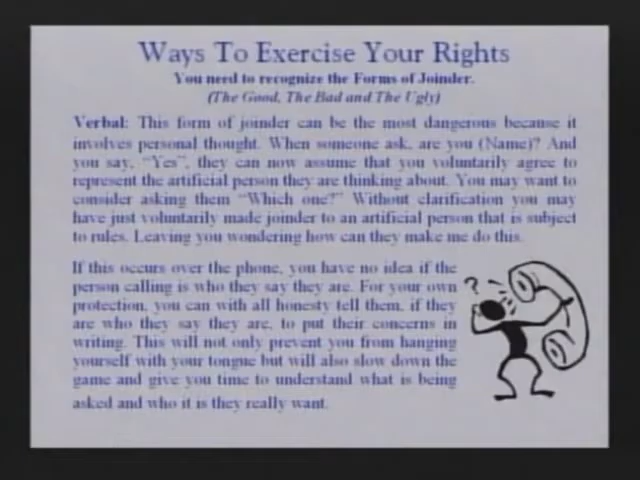 Ways To Exercise Your Rights
You need to recognize the Forms of Joinder.
(The Good, The Bad and The Ugly)
Verbal: This form of joinder can be the most dangerous because it
involves personal thought. When someone ask, are you (Name)? And
you say, “Yes”, they can now assume that you voluntarily agree to
represent the artificial person they are thinking about. You may want to
consider asking them “Which one?” Without clarification you may
have just voluntarily made joinder to an artificial person that is subject
to rules. Leaving you wondering how can they make me do this.
If this occurs over the phone, you have no idea if the
person calling is who they say they are. For your own
protection, you can with all honesty tell them, if they
are who they say they are, to put their concerns in
writing. This will not only prevent you from hanging
yourself with your tongue but will also slow down the
game and give you time to understand what is being
asked and who it is they really want.
?